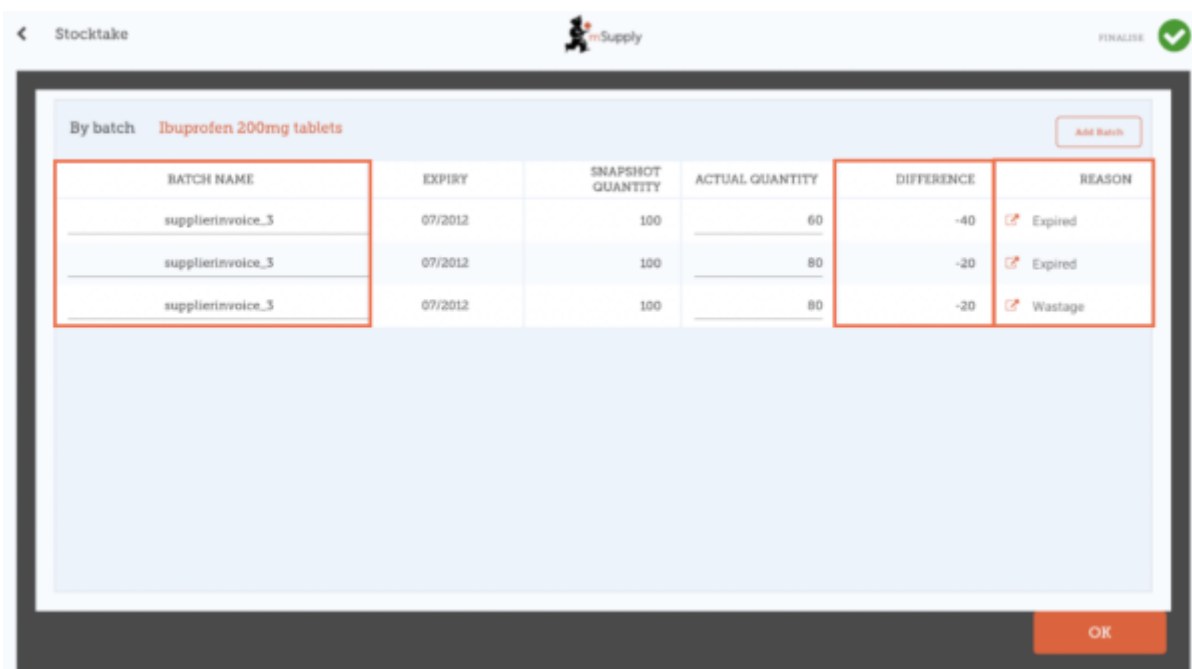 Stocktake
mSupply
FINALISE
By batch Ibuprofen 200mg tablets
Add Batch
BATCH NAME EXPIRY SNAPSHOT QUANTITY ACTUAL QUANTITY DIFFERENCE REASON
supplierinvoice_3 07/2012 100 60 -40 Expired
supplierinvoice_3 07/2012 100 80 -20 Expired
supplierinvoice_3 07/2012 100 80 -20 Wastage
OK